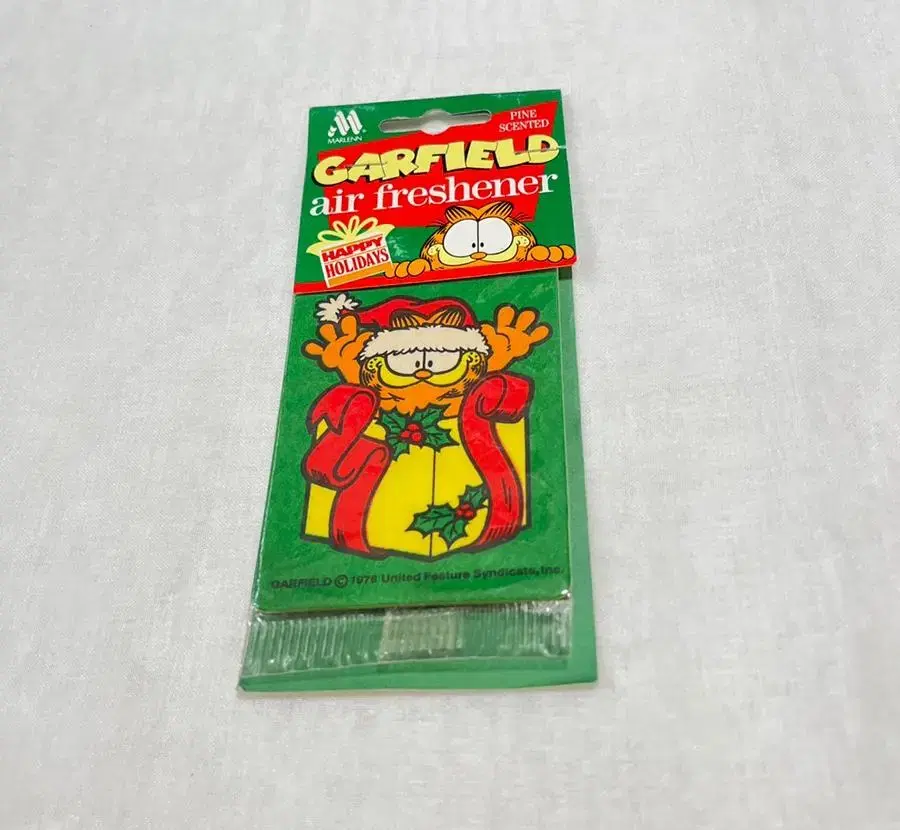 MARLENN
PINE
SCENTED
GARFIELD
air freshener
HAPPY
HOLIDAYS
GARFIELD © 1978 United Feature Syndicate, Inc.